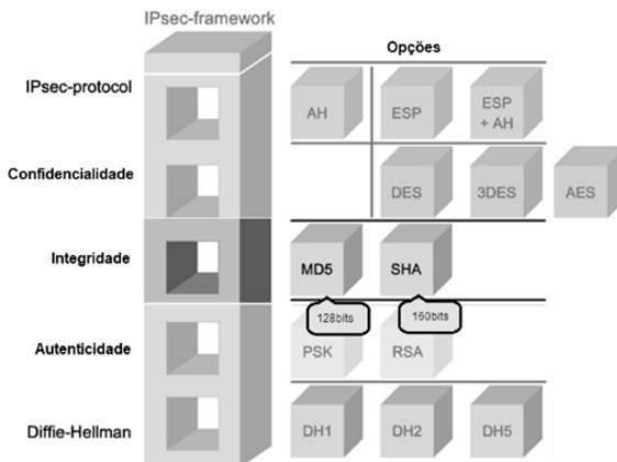 IPsec-framework
Opções
IPsec-protocol
AH
ESP
ESP
+ AH
Confidencialidade
DES
3DES
AES
Integridade
MD5
SHA
128bits
160bits
Autenticidade
PSK
RSA
Diffie-Hellman
DH1
DH2
DH5